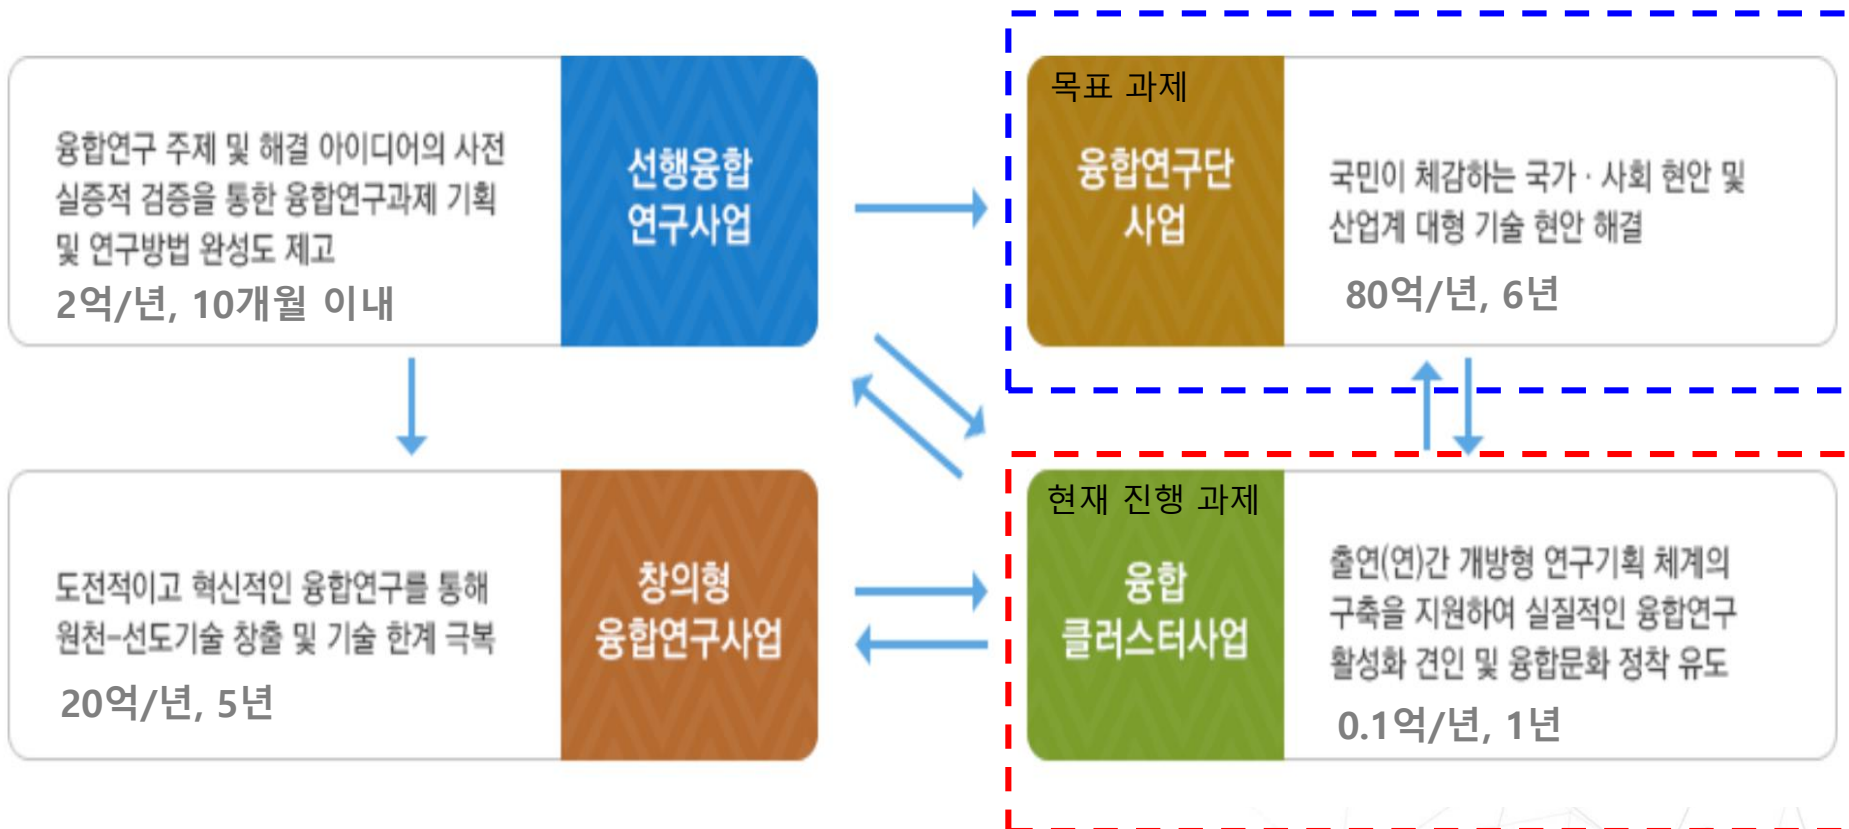 융합연구 주제 및 해결 아이디어의 사전
실증적 검증을 통한 융합연구과제 기획
및 연구방법 완성도 제고
2억/년, 10개월 이내
선행융합
연구사업
목표 과제
융합연구단
사업
국민이 체감하는 국가 · 사회 현안 및
산업계 대형 기술 현안 해결
80억/년, 6년
도전적이고 혁신적인 융합연구를 통해
원천-선도기술 창출 및 기술 한계 극복
20억/년, 5년
창의형
융합연구사업
현재 진행 과제
융합
클러스터사업
출연(연)간 개방형 연구기획 체계의
구축을 지원하여 실질적인 융합연구
활성화 견인 및 융합문화 정착 유도
0.1억/년, 1년